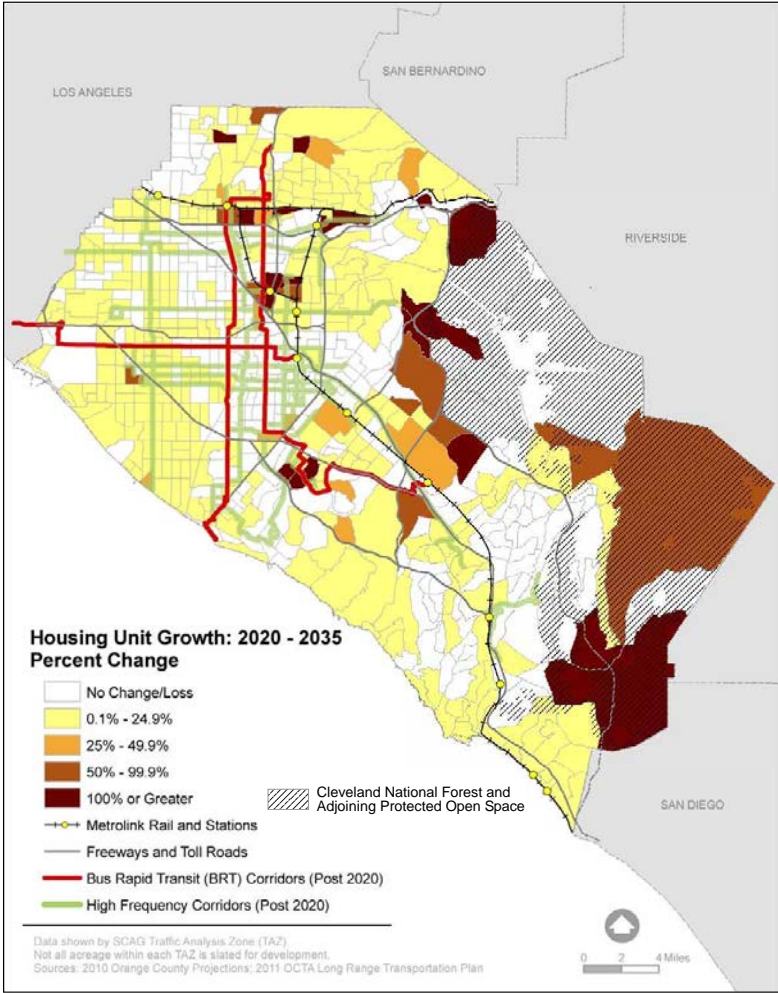 SAN BERNARDINO
LOS ANGELES
RIVERSIDE
Housing Unit Growth: 2020 - 2035
Percent Change
No Change/Loss
0.1% - 24.9%
25% - 49.9%
50% - 99.9%
100% or Greater
Cleveland National Forest and
Adjoining Protected Open Space
Metrolink Rail and Stations
Freeways and Toll Roads
Bus Rapid Transit (BRT) Corridors (Post 2020)
High Frequency Corridors (Post 2020)
SAN DIEGO
Data shown by SCAG Traffic Analysis Zone (TAZ)
Not all acreage within each TAZ is slated for development.
Sources: 2010 Orange County Projections; 2011 OCTA Long Range Transportation Plan
0 2 4 Miles